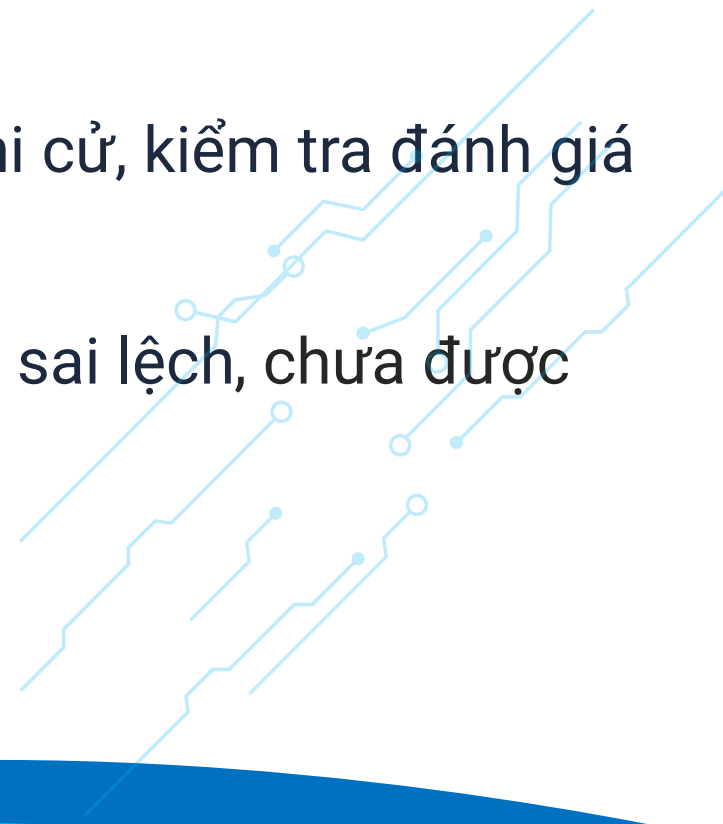 cử, kiểm tra đánh giá
sai lệch, chưa được